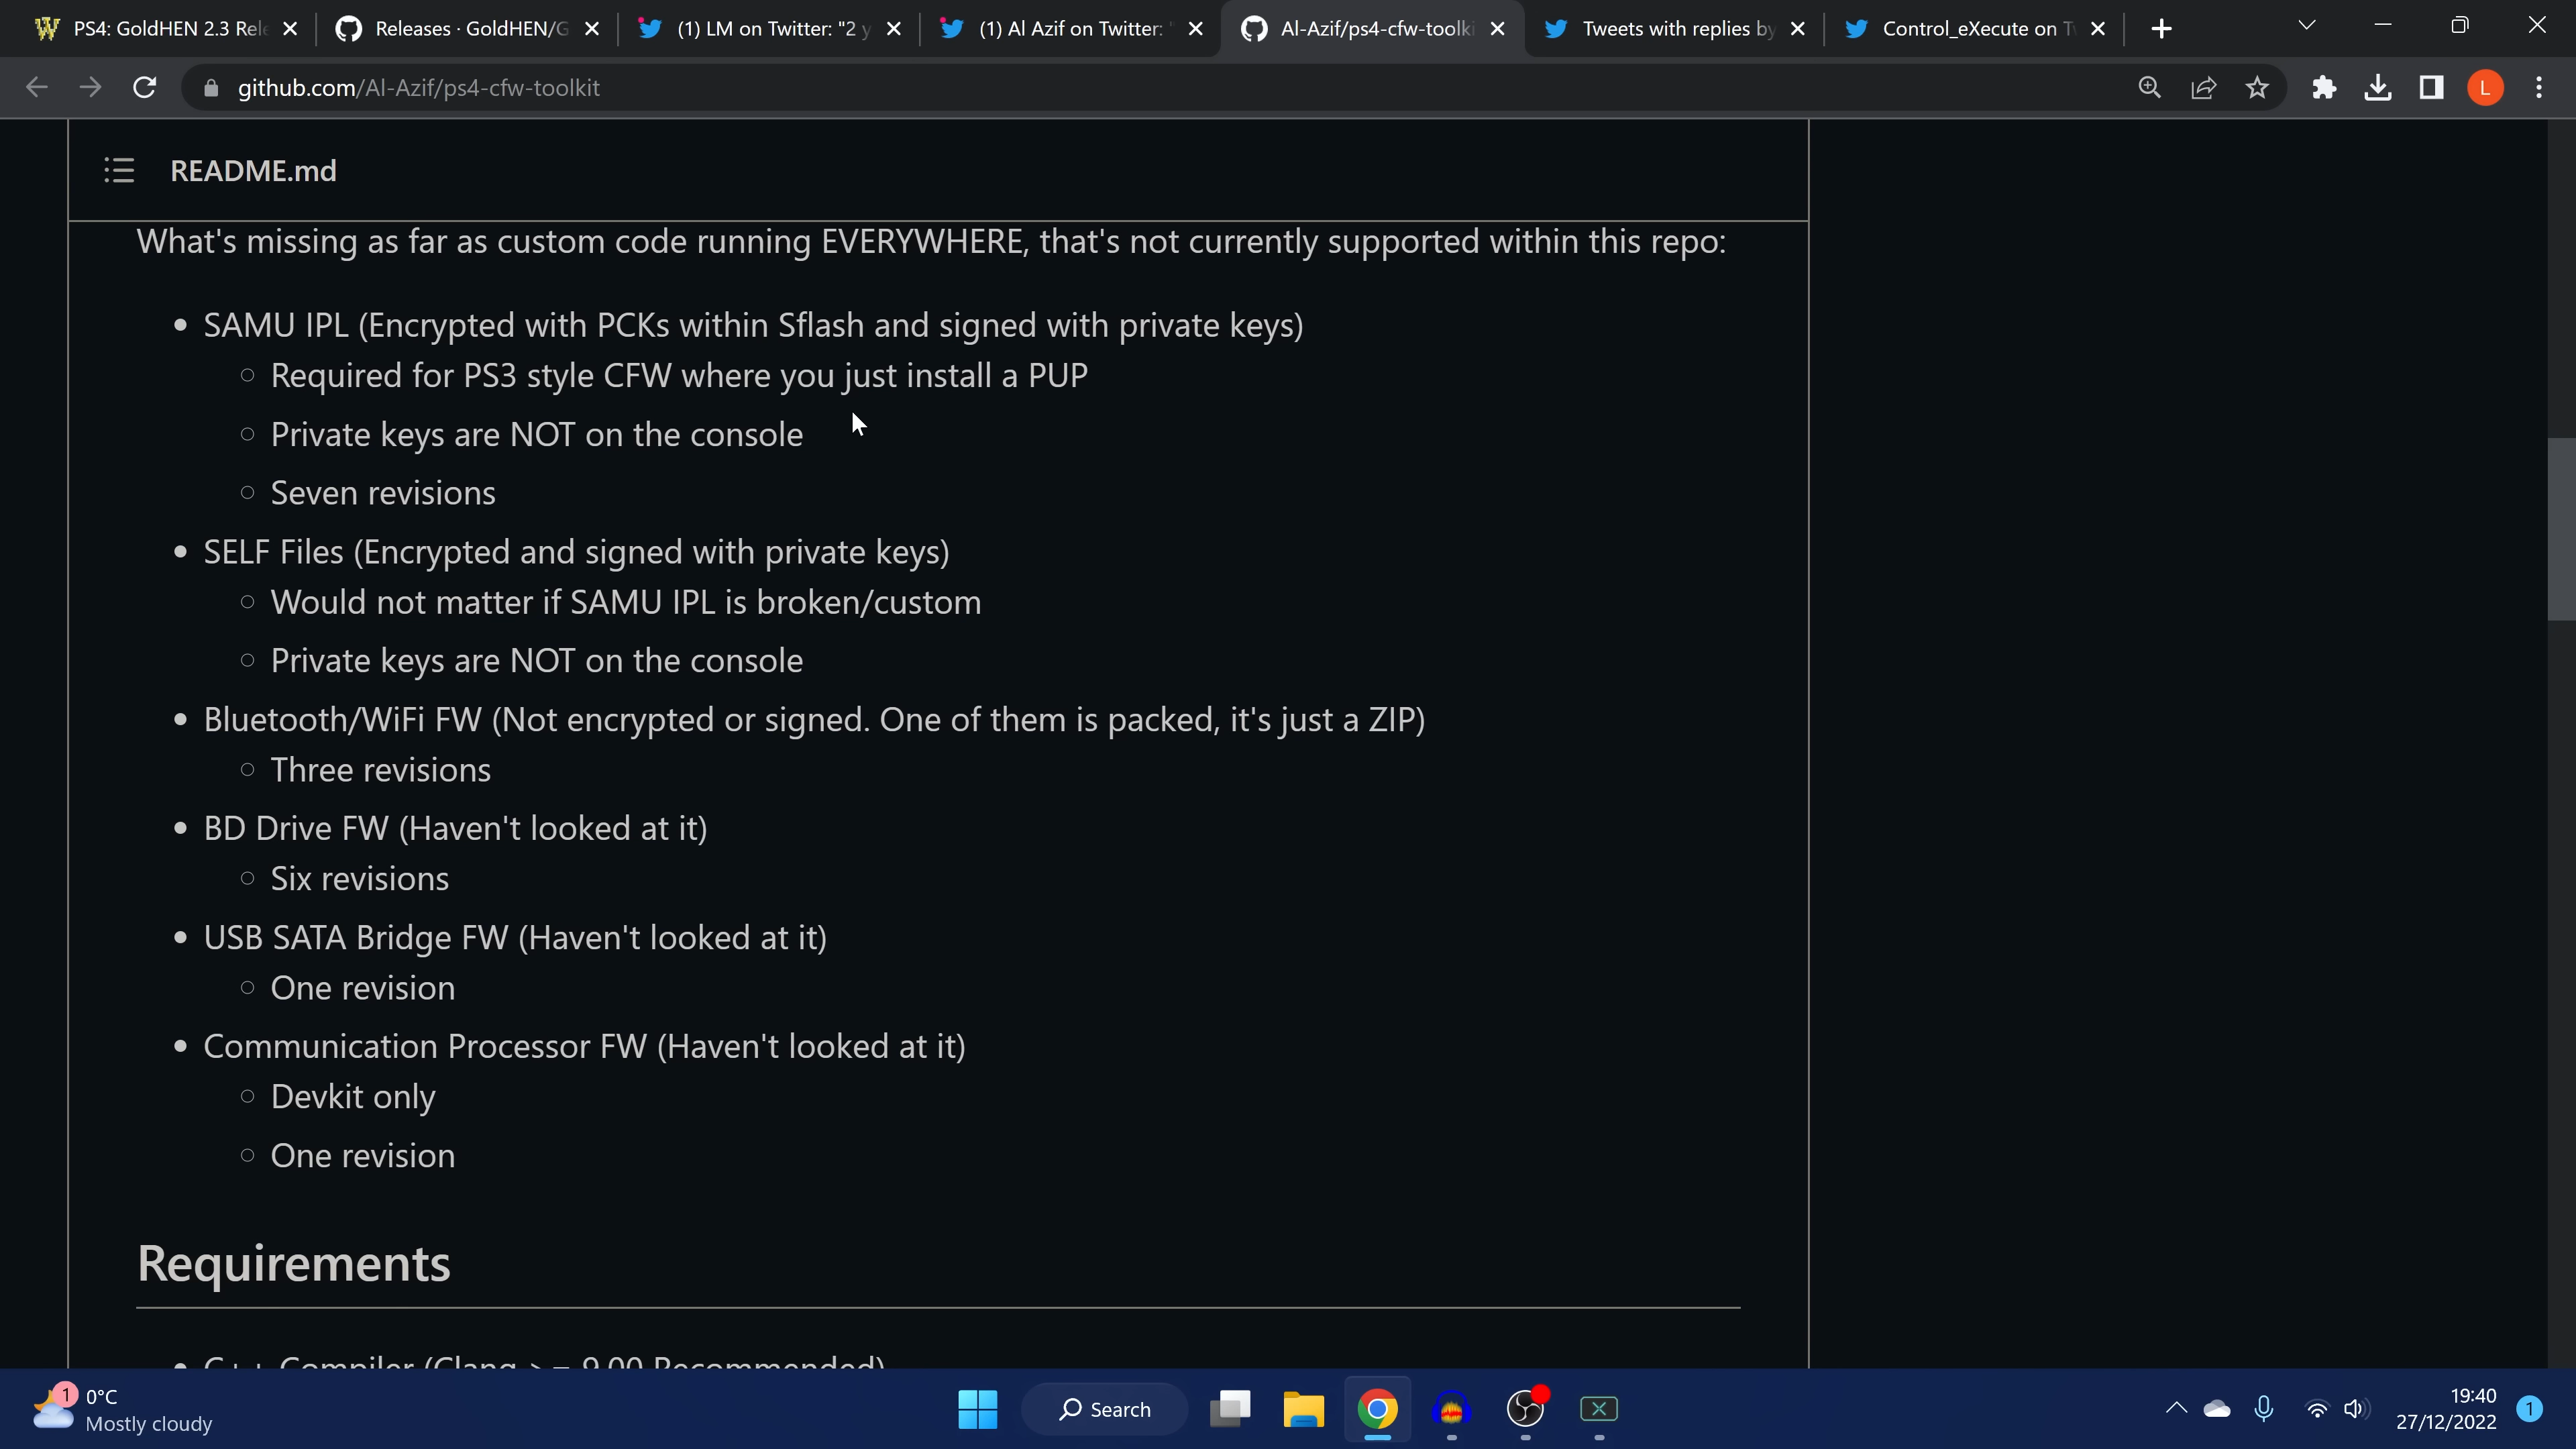 PS4: GoldHEN 2.3 Rele
Releases · GoldHEN/G
(1) LM on Twitter: "2 y
(1) Al Azif on Twitter: "
Al-Azif/ps4-cfw-toolki
Tweets with replies by
Control_eXecute on T
github.com/Al-Azif/ps4-cfw-toolkit
L
README.md
What's missing as far as custom code running EVERYWHERE, that's not currently supported within this repo:
• SAMU IPL (Encrypted with PCKs within Sflash and signed with private keys)
○ Required for PS3 style CFW where you just install a PUP
○ Private keys are NOT on the console
○ Seven revisions
• SELF Files (Encrypted and signed with private keys)
○ Would not matter if SAMU IPL is broken/custom
○ Private keys are NOT on the console
• Bluetooth/WiFi FW (Not encrypted or signed. One of them is packed, it's just a ZIP)
○ Three revisions
• BD Drive FW (Haven't looked at it)
○ Six revisions
• USB SATA Bridge FW (Haven't looked at it)
○ One revision
• Communication Processor FW (Haven't looked at it)
○ Devkit only
○ One revision
Requirements
• C++ Compiler (Clang >= 9.00 Recommended)
1
0°C
Mostly cloudy
Search
19:40
27/12/2022
1